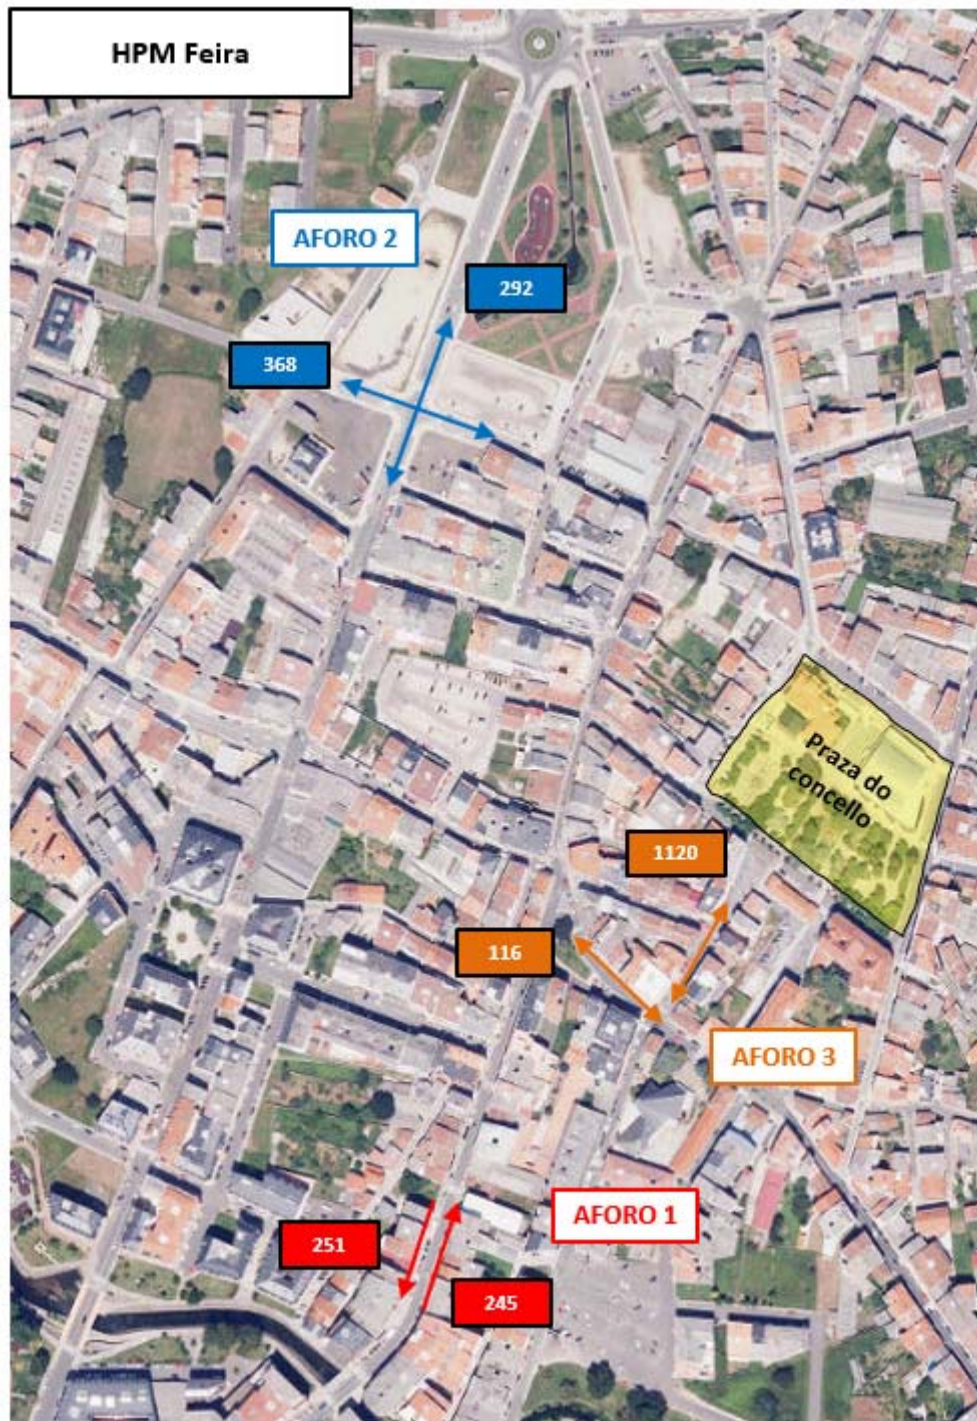 HPM Feira
AFORO 2
292
368
Praza do
concello
1120
116
AFORO 3
AFORO 1
251
245